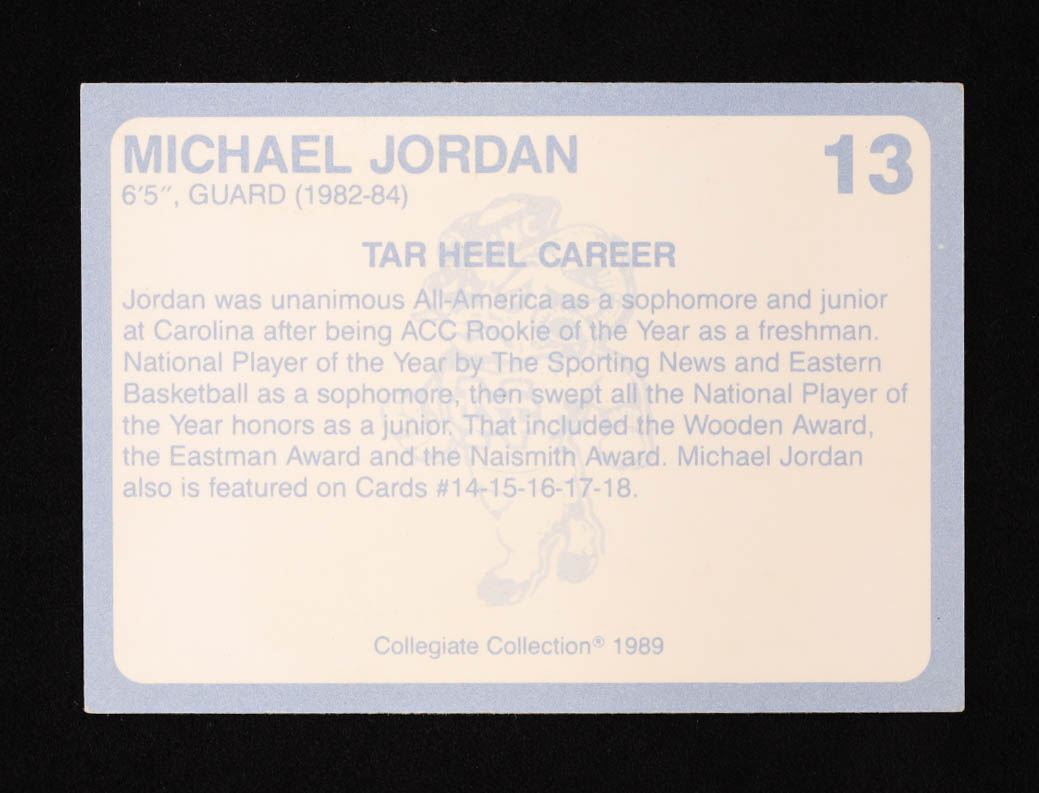 MICHAEL JORDAN 13
6'5", GUARD (1982-84)
TAR HEEL CAREER
Jordan was unanimous All-America as a sophomore and junior
at Carolina after being ACC Rookie of the Year as a freshman.
National Player of the Year by The Sporting News and Eastern
Basketball as a sophomore, then swept all the National Player of
the Year honors as a junior. That included the Wooden Award,
the Eastman Award and the Naismith Award. Michael Jordan
also is featured on Cards #14-15-16-17-18.
Collegiate Collection® 1989